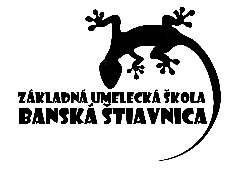 ZÁKLADNÁ UMELECKÁ ŠKOLA
BANSKÁ ŠTIAVNICA